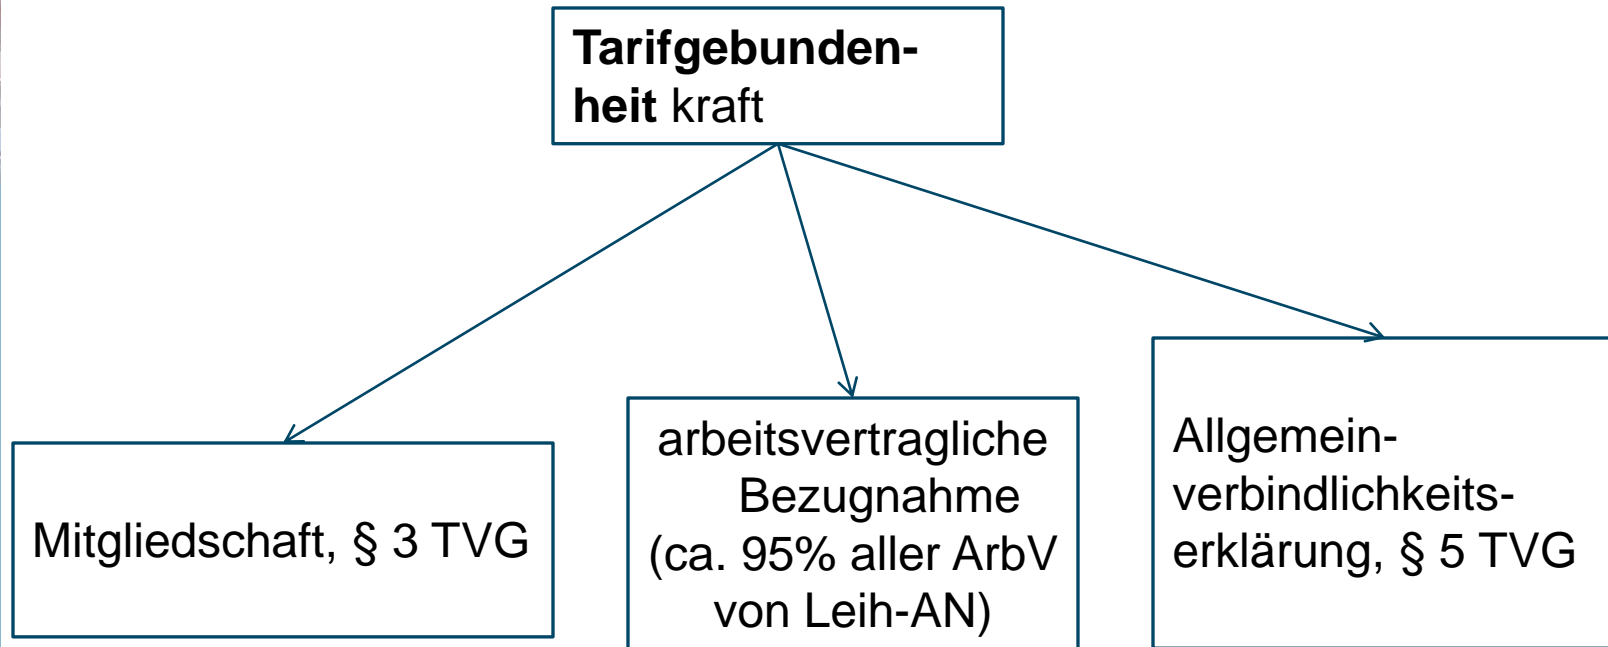 Tarifgebunden-
heit kraft
Mitgliedschaft, § 3 TVG
arbeitsvertragliche
Bezugnahme
(ca. 95% aller ArbV
von Leih-AN)
Allgemein-
verbindlichkeits-
erklärung, § 5 TVG